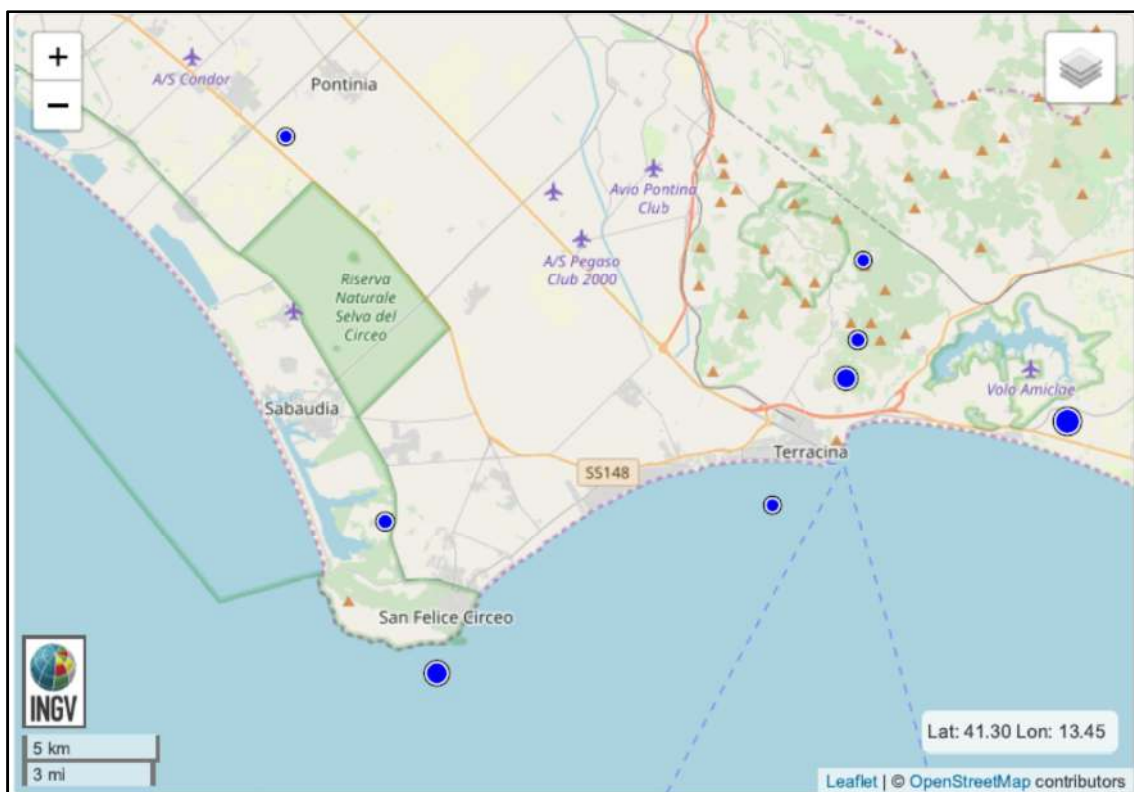 +
−
A/S Condor
Pontinia
Avio Pontina
Club
A/S Pegaso
Club 2000
Riserva
Naturale
Selva del
Circeo
Sabaudia
Volo Amiclae
Terracina
SS148
San Felice Circeo
INGV
5 km
3 mi
Lat: 41.30 Lon: 13.45
Leaflet | © OpenStreetMap contributors